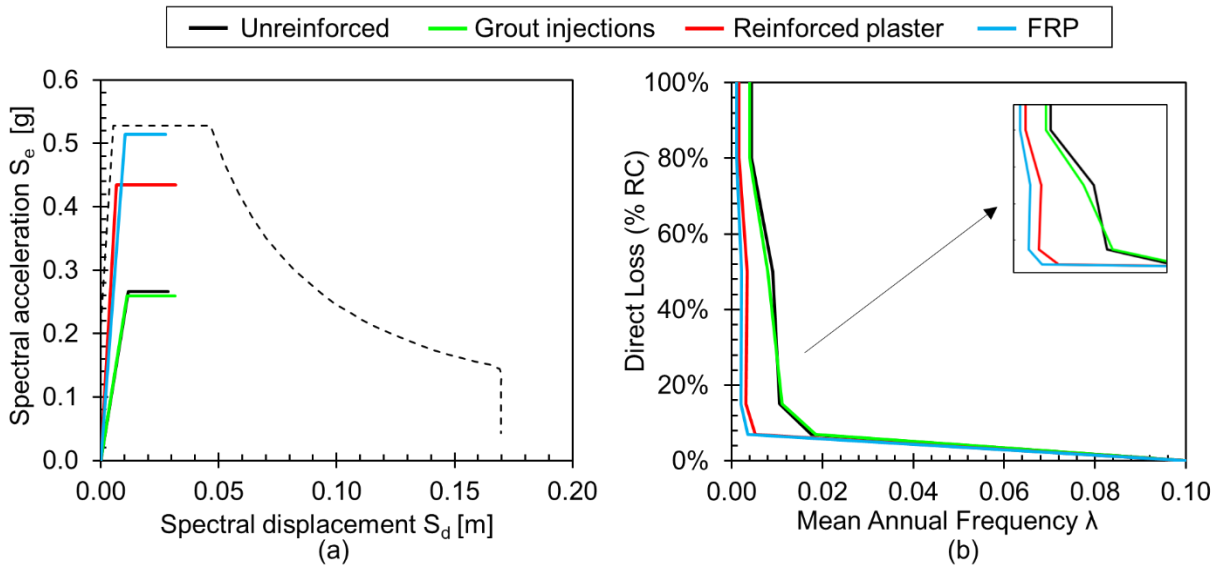 Unreinforced Grout injections Reinforced plaster FRP
Spectral acceleration Se [g]
0.6
0.5
0.4
0.3
0.2
0.1
0.0
0.00 0.05 0.10 0.15 0.20
Spectral displacement Sd [m]
(a)
Direct Loss (% RC)
100%
80%
60%
40%
20%
0%
0.00 0.02 0.04 0.06 0.08 0.10
Mean Annual Frequency λ
(b)